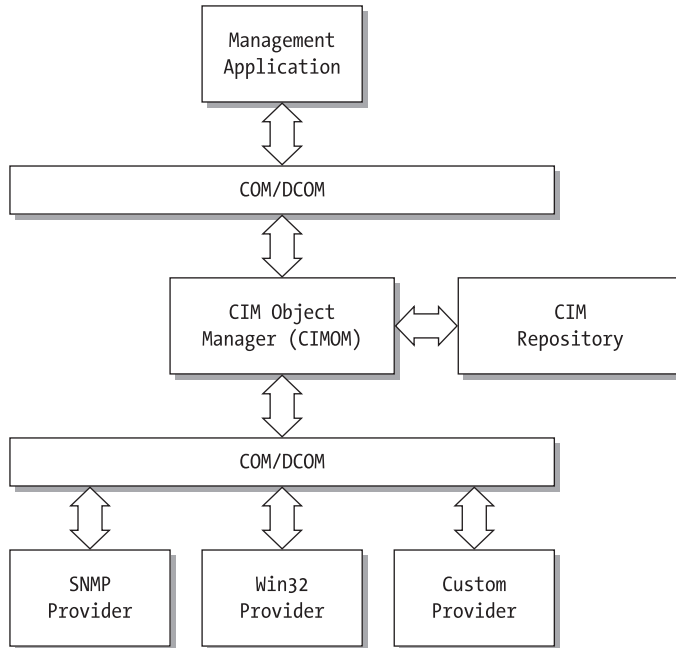 Management
Application
COM/DCOM
CIM Object
Manager (CIMOM)
CIM
Repository
COM/DCOM
SNMP
Provider
Win32
Provider
Custom
Provider